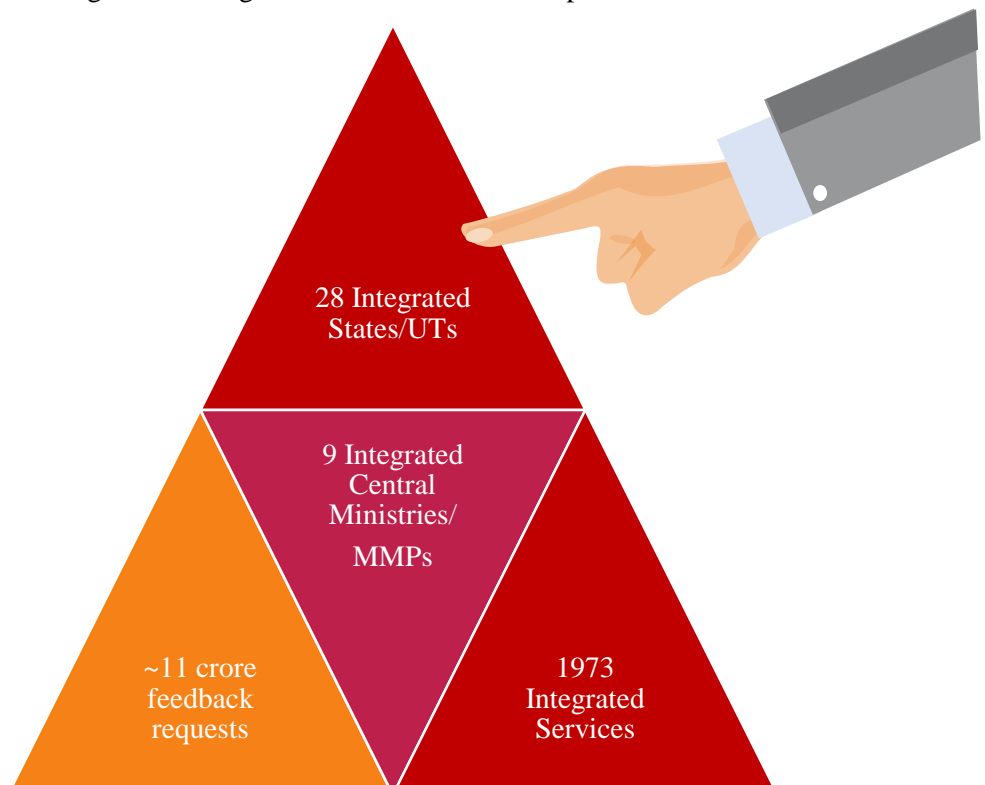 28 Integrated
States/UTs
9 Integrated
Central
Ministries/
MMPs
~11 crore
feedback
requests
1973
Integrated
Services